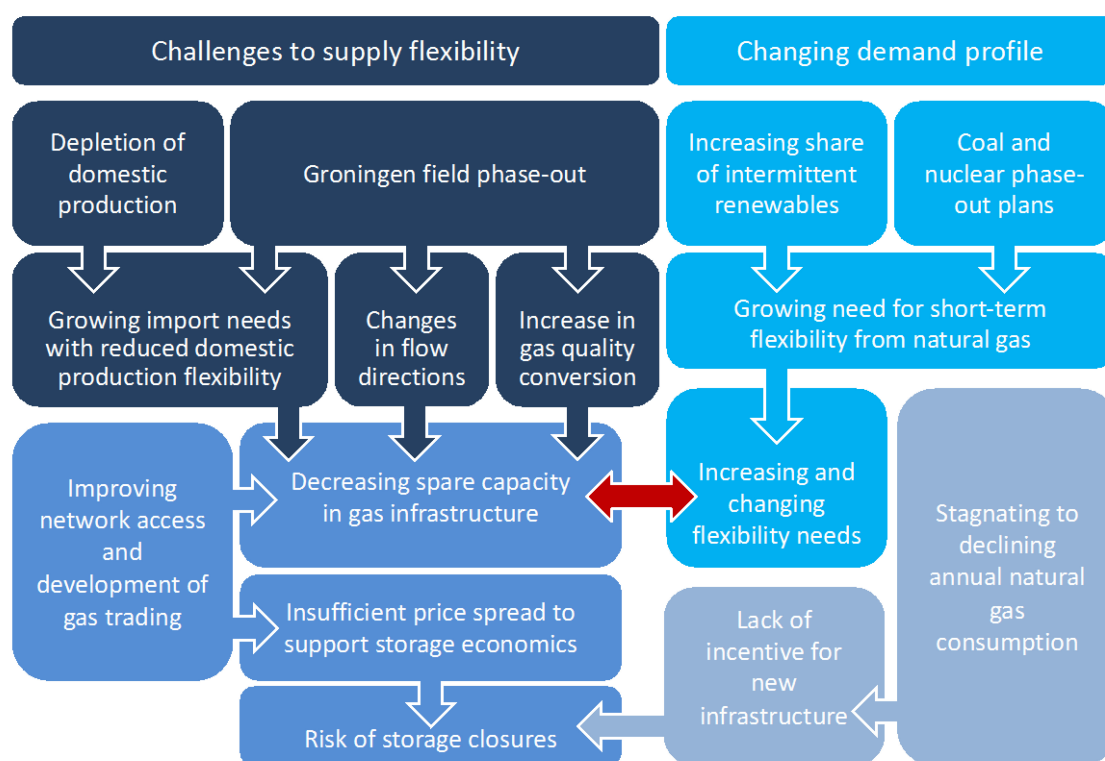 Challenges to supply flexibility
Changing demand profile
Depletion of
domestic
production
Groningen field phase-out
Increasing share
of intermittent
renewables
Coal and
nuclear phase-
out plans
Growing import needs
with reduced domestic
production flexibility
Changes
in flow
directions
Increase in
gas quality
conversion
Growing need for short-term
flexibility from natural gas
Improving
network access
and
development of
gas trading
Decreasing spare capacity
in gas infrastructure
Increasing and
changing
flexibility needs
Stagnating to
declining
annual natural
gas
consumption
Insufficient price spread to
support storage economics
Lack of
incentive for
new
infrastructure
Risk of storage closures